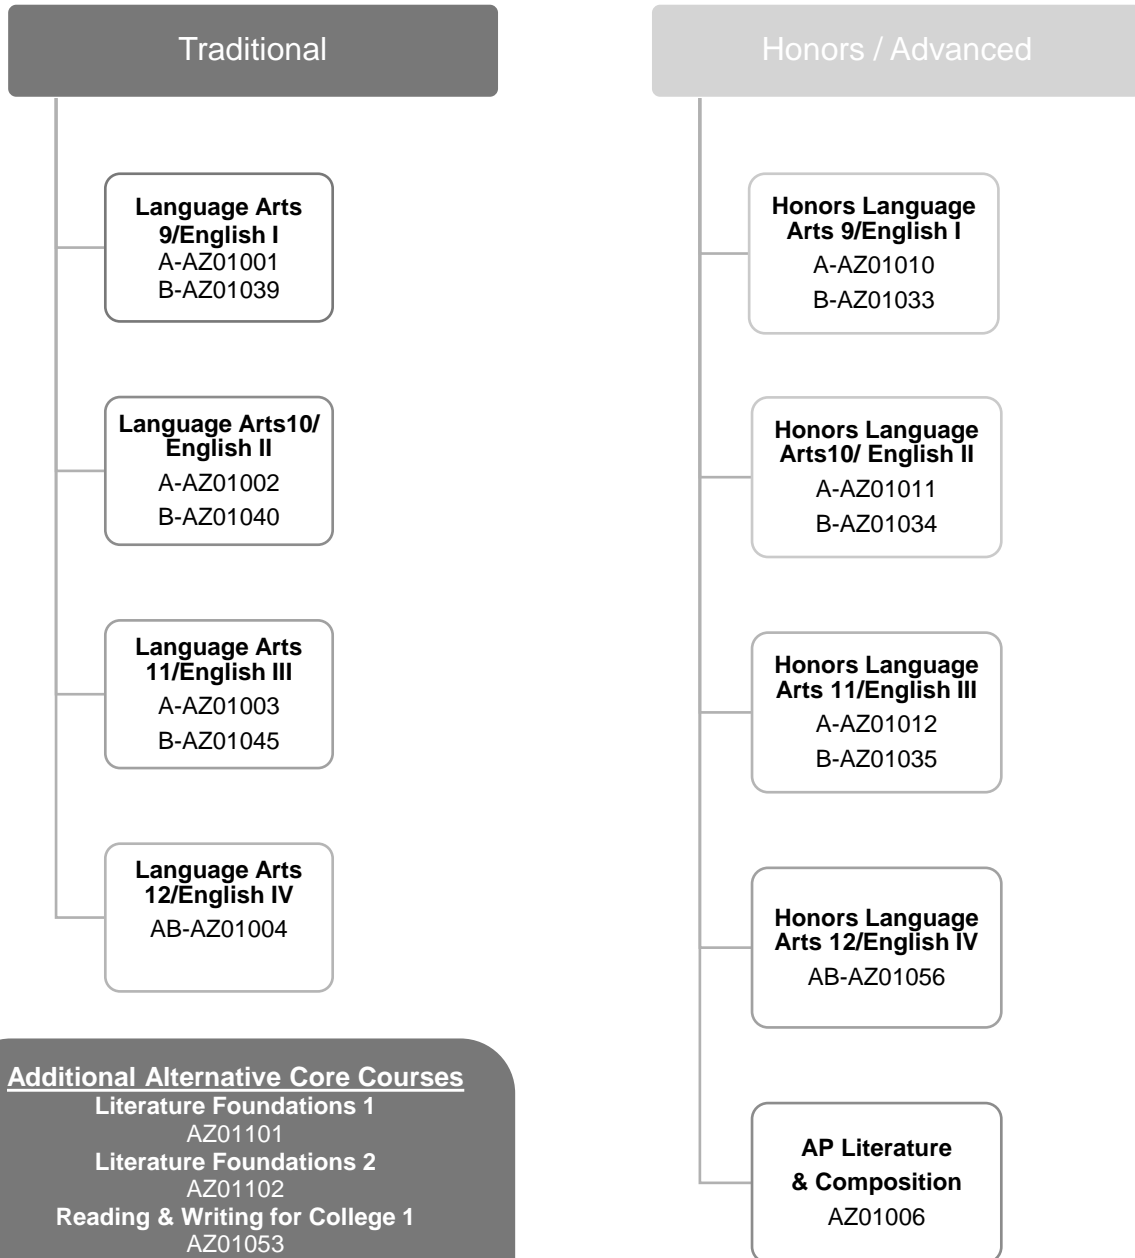 Traditional
Language Arts
9/English I
A-AZ01001
B-AZ01039
Language Arts10/
English II
A-AZ01002
B-AZ01040
Language Arts
11/English III
A-AZ01003
B-AZ01045
Language Arts
12/English IV
AB-AZ01004
Additional Alternative Core Courses
Literature Foundations 1
AZ01101
Literature Foundations 2
AZ01102
Reading & Writing for College 1
AZ01053
Honors / Advanced
Honors Language
Arts 9/English I
A-AZ01010
B-AZ01033
Honors Language
Arts10/ English II
A-AZ01011
B-AZ01034
Honors Language
Arts 11/English III
A-AZ01012
B-AZ01035
Honors Language
Arts 12/English IV
AB-AZ01056
AP Literature
& Composition
AZ01006